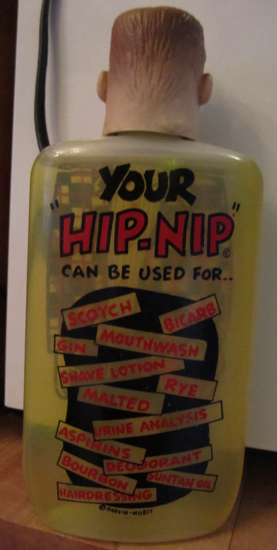 YOUR
"HIP-NIP"©
CAN BE USED FOR..
SCOTCH
BICARB
GIN
MOUTHWASH
SHAVE LOTION
RYE
MALTED
URINE ANALYSIS
ASPIRINS
DEODORANT
BOURBON
SUNTAN OIL
HAIRDRESSING